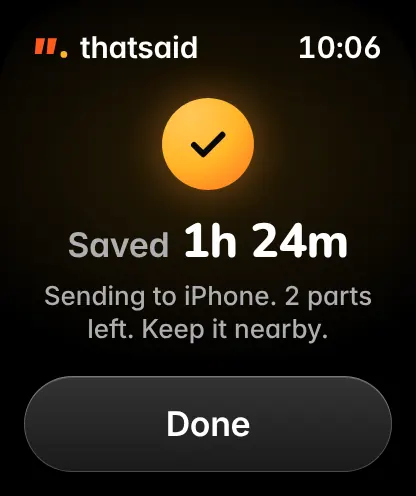 thatsaid 10:06
Saved 1h 24m
Sending to iPhone. 2 parts
left. Keep it nearby.
Done